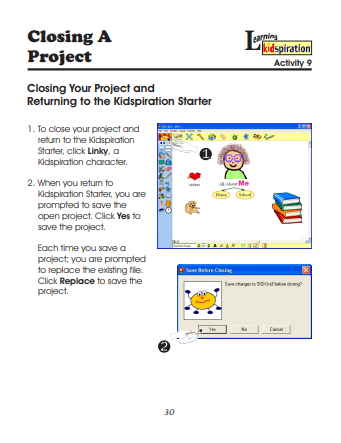 Closing A
Project
Learning
kidspiration
Activity 9
Closing Your Project and
Returning to the Kidspiration Starter
1. To close your project and
return to the Kidspiration
Starter, click Linky, a
Kidspiration character.
2. When you return to
Kidspiration Starter, you are
prompted to save the
open project. Click Yes to
save the project.
Each time you save a
project; you are prompted
to replace the existing file.
Click Replace to save the
project.
1
All About Me
Home
School
Save Before Closing
Save changes to
before closing?
Yes
No
Cancel
2
30